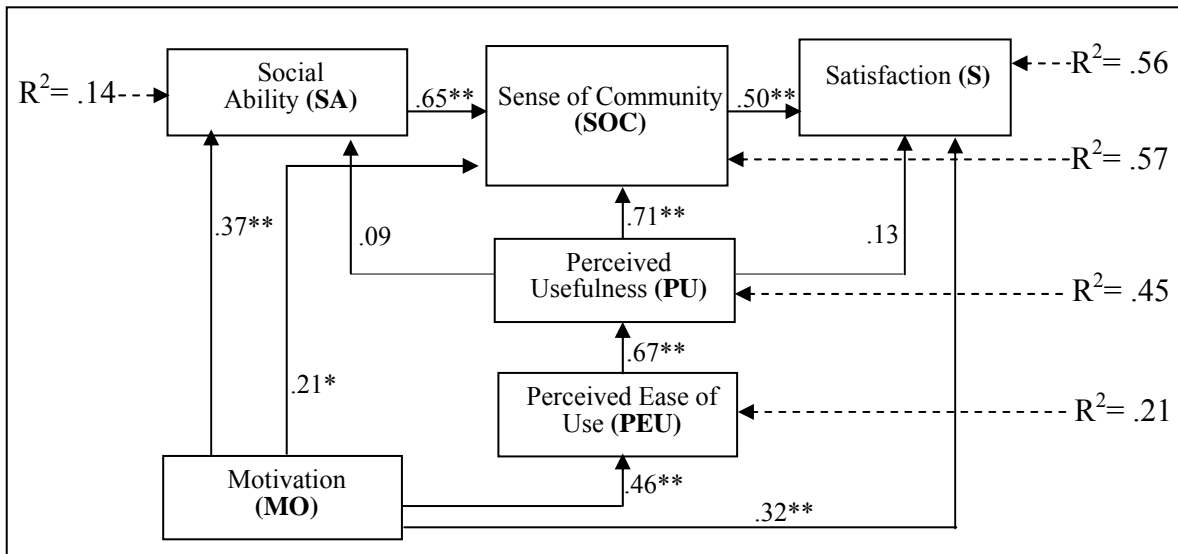 Social
Ability (SA)
R²= .14
.65**
Sense of Community
(SOC)
.50**
Satisfaction (S)
R²= .56
R²= .57
.37**
.09
.71**
.13
Perceived
Usefulness (PU)
R²= .45
.21*
.67**
Perceived Ease of
Use (PEU)
R²= .21
Motivation
(MO)
.46**
.32**